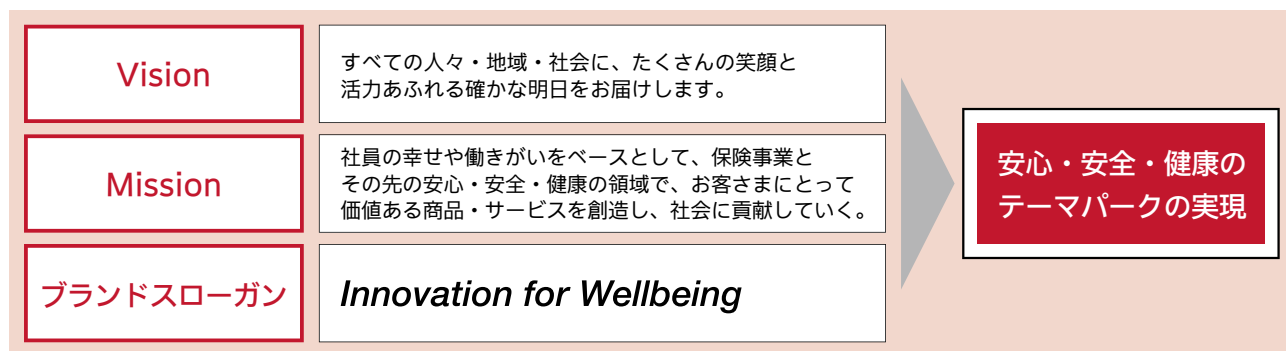 Vision
すべての人々・地域・社会に、たくさんの笑顔と
活力あふれる確かな明日をお届けします。
Mission
社員の幸せや働きがいをベースとして、保険事業と
その先の安心・安全・健康の領域で、お客さまにとって
価値ある商品・サービスを創造し、社会に貢献していく。
ブランドスローガン
Innovation for Wellbeing
安心・安全・健康の
テーマパークの実現